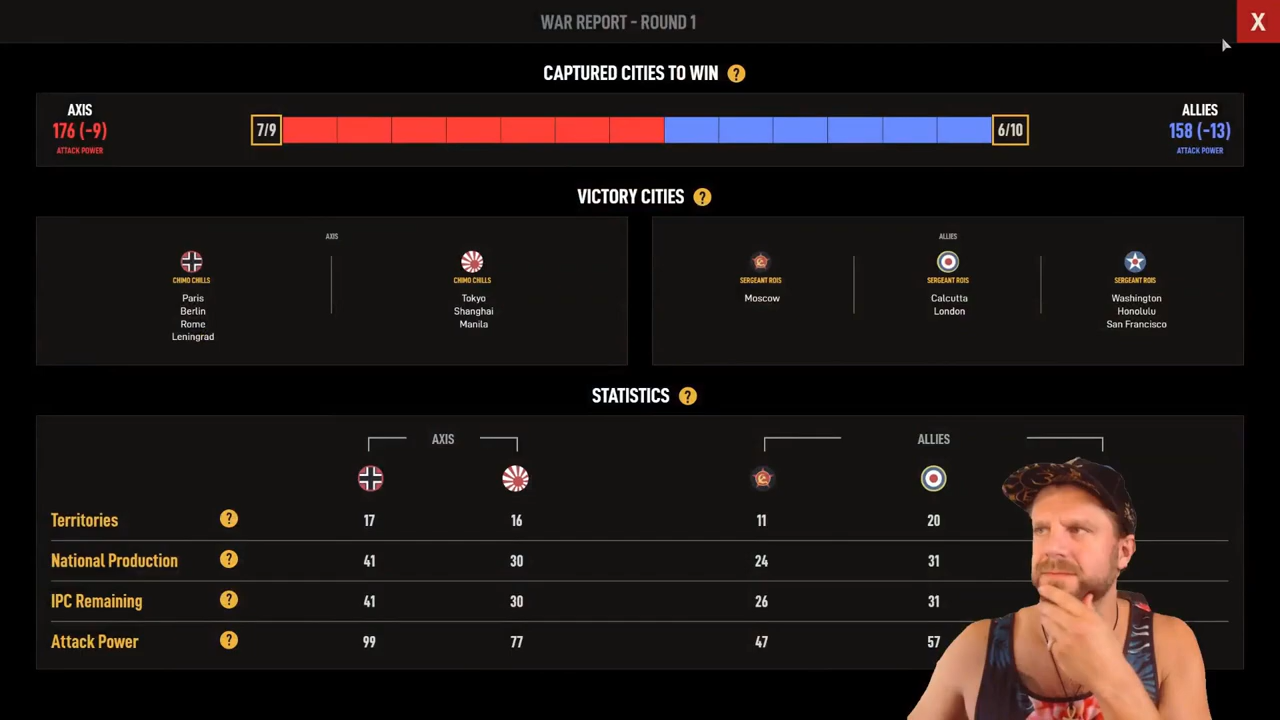 WAR REPORT - ROUND 1
X
CAPTURED CITIES TO WIN ?
AXIS
176 (-9)
ATTACK POWER
7/9
6/10
ALLIES
158 (-13)
ATTACK POWER
VICTORY CITIES ?
AXIS
CHIMO CHILLS
Paris
Berlin
Rome
Leningrad
CHIMO CHILLS
Tokyo
Shanghai
Manila
ALLIES
SERGEANT ROIS
Moscow
SERGEANT ROIS
Calcutta
London
SERGEANT ROIS
Washington
Honolulu
San Francisco
STATISTICS ?
AXIS
ALLIES
Territories ? 17 16 11 20
National Production ? 41 30 24 31
IPC Remaining ? 41 30 26 31
Attack Power ? 99 77 47 57